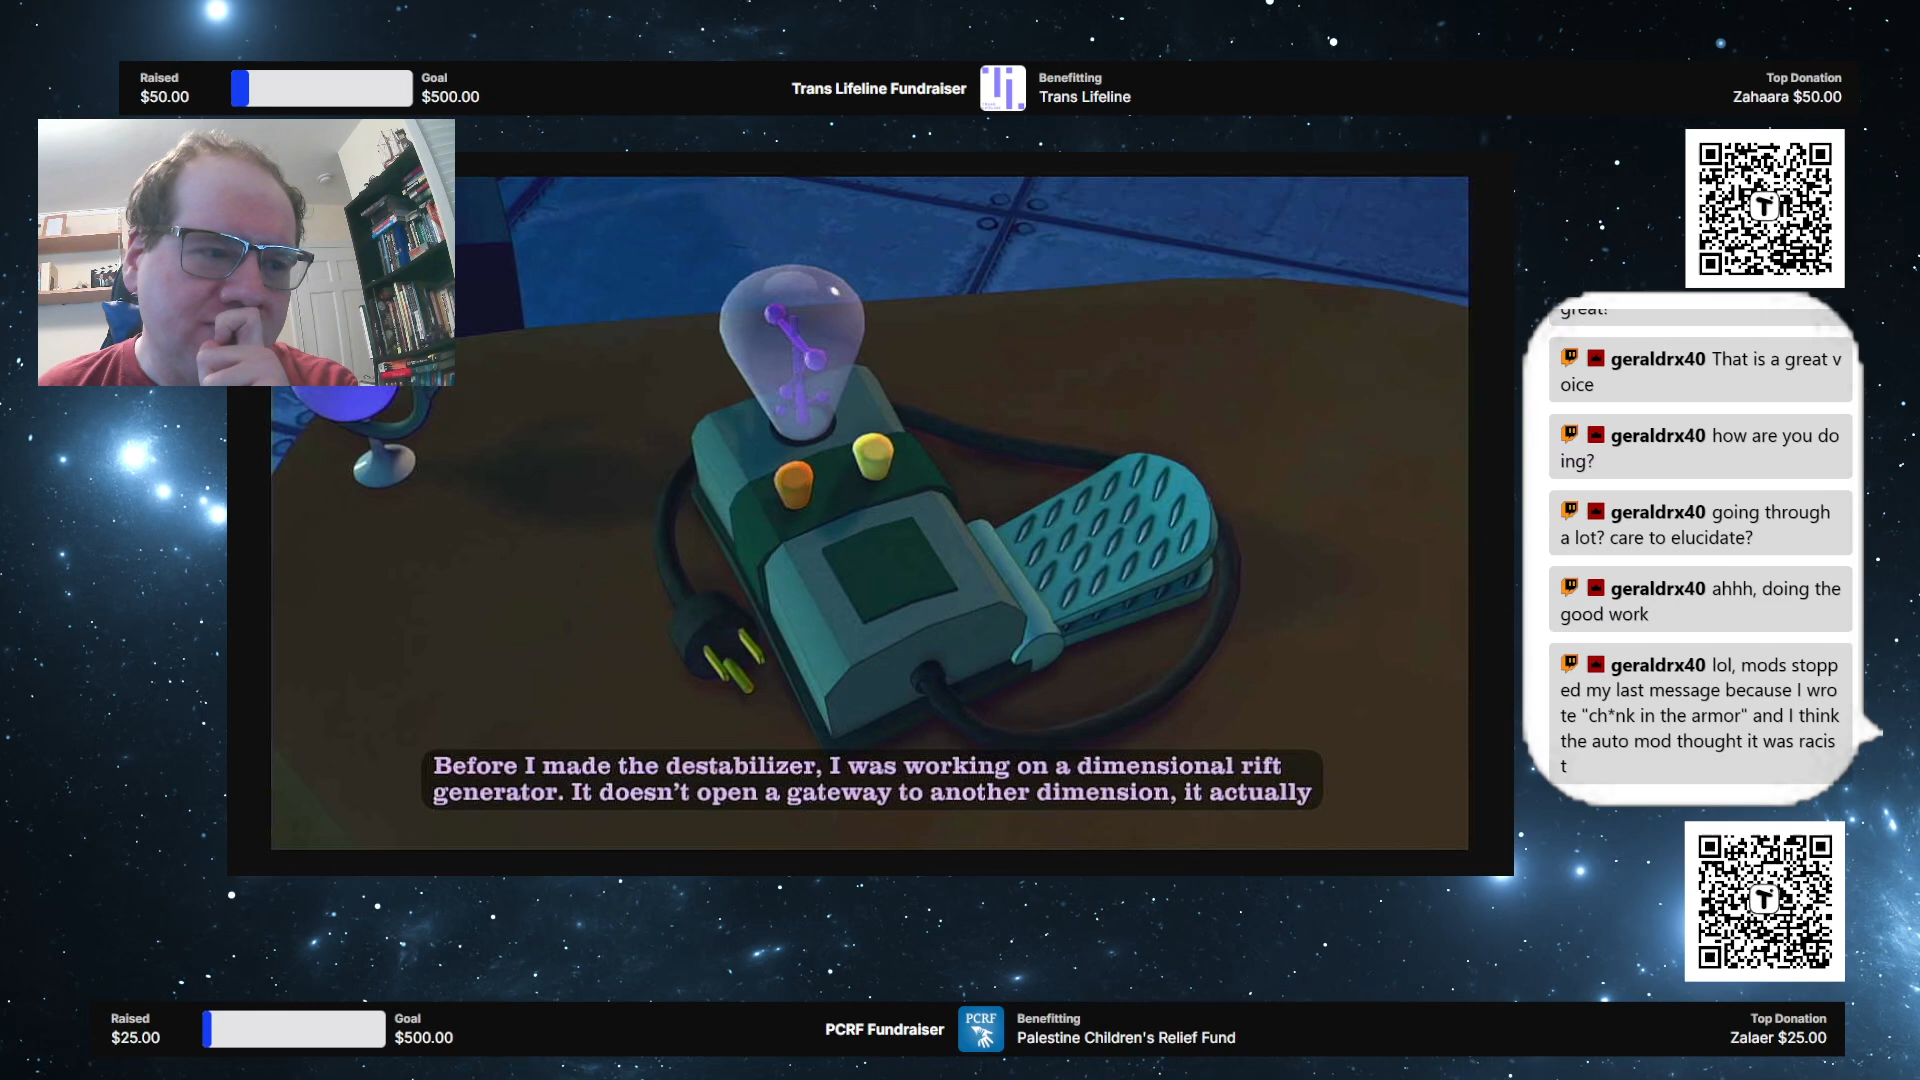 Raised
$50.00
Goal
$500.00
Trans Lifeline Fundraiser
Benefitting
Trans Lifeline
Top Donation
Zahaara $50.00
great!
geraldrx40 That is a great v
oice
geraldrx40 how are you do
ing?
geraldrx40 going through
a lot? care to elucidate?
geraldrx40 ahhh, doing the
good work
geraldrx40 lol, mods stopp
ed my last message because I wro
te "ch*nk in the armor" and I think
the auto mod thought it was racis
t
Before I made the destabilizer, I was working on a dimensional rift
generator. It doesn't open a gateway to another dimension, it actually
Raised
$25.00
Goal
$500.00
PCRF Fundraiser
PCRF
Benefitting
Palestine Children's Relief Fund
Top Donation
Zalaer $25.00